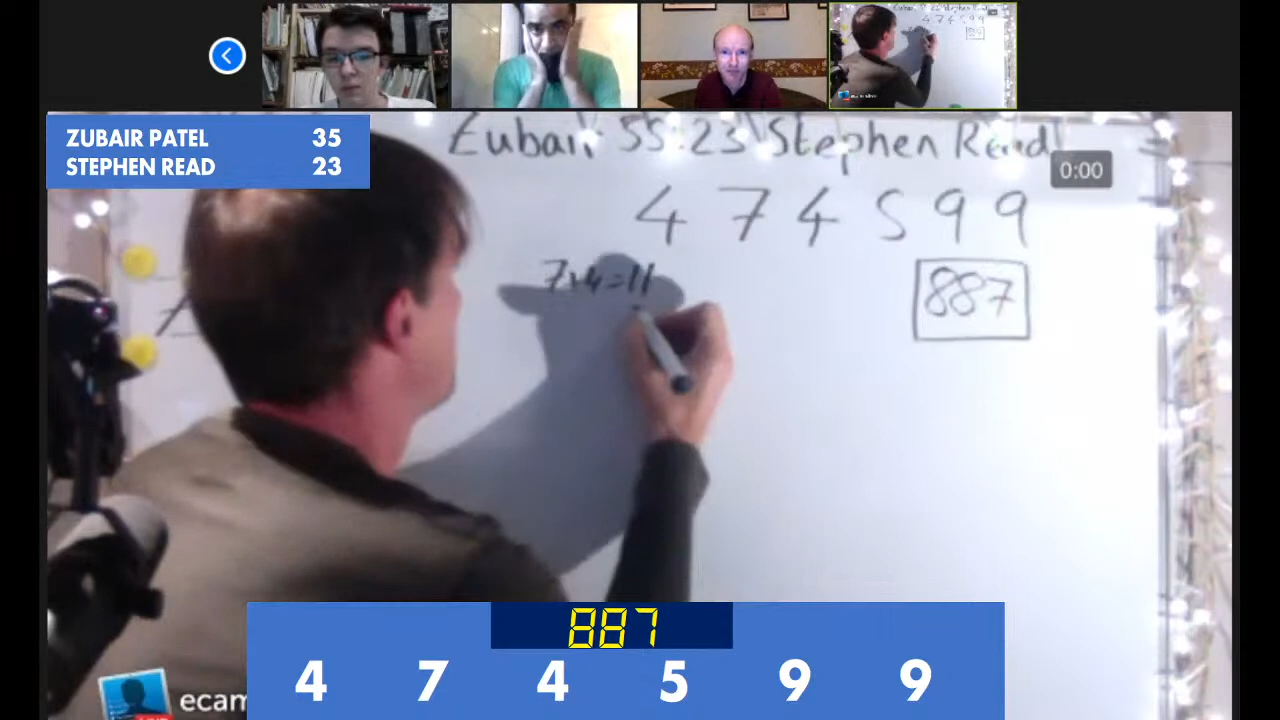 ZUBAIR PATEL 35
STEPHEN READ 23
Zubair 55:23 Stephen Read
0:00
4 7 4 5 9 9
7+4=11
887
887
4 7 4 5 9 9
ecam